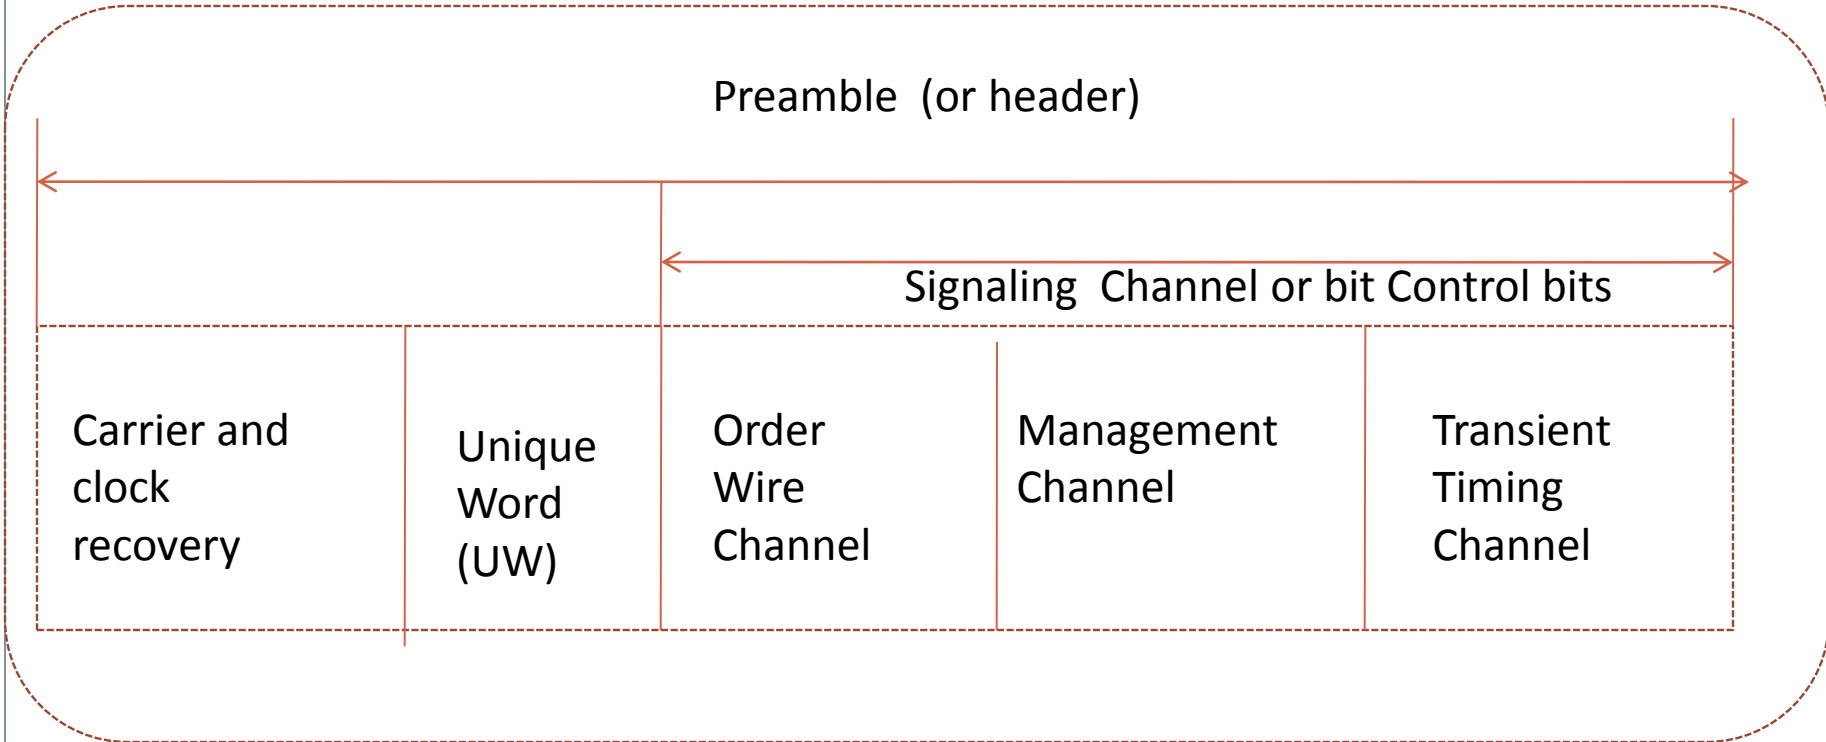 Preamble (or header)
Signaling Channel or bit Control bits
Carrier and
clock
recovery
Unique
Word
(UW)
Order
Wire
Channel
Management
Channel
Transient
Timing
Channel